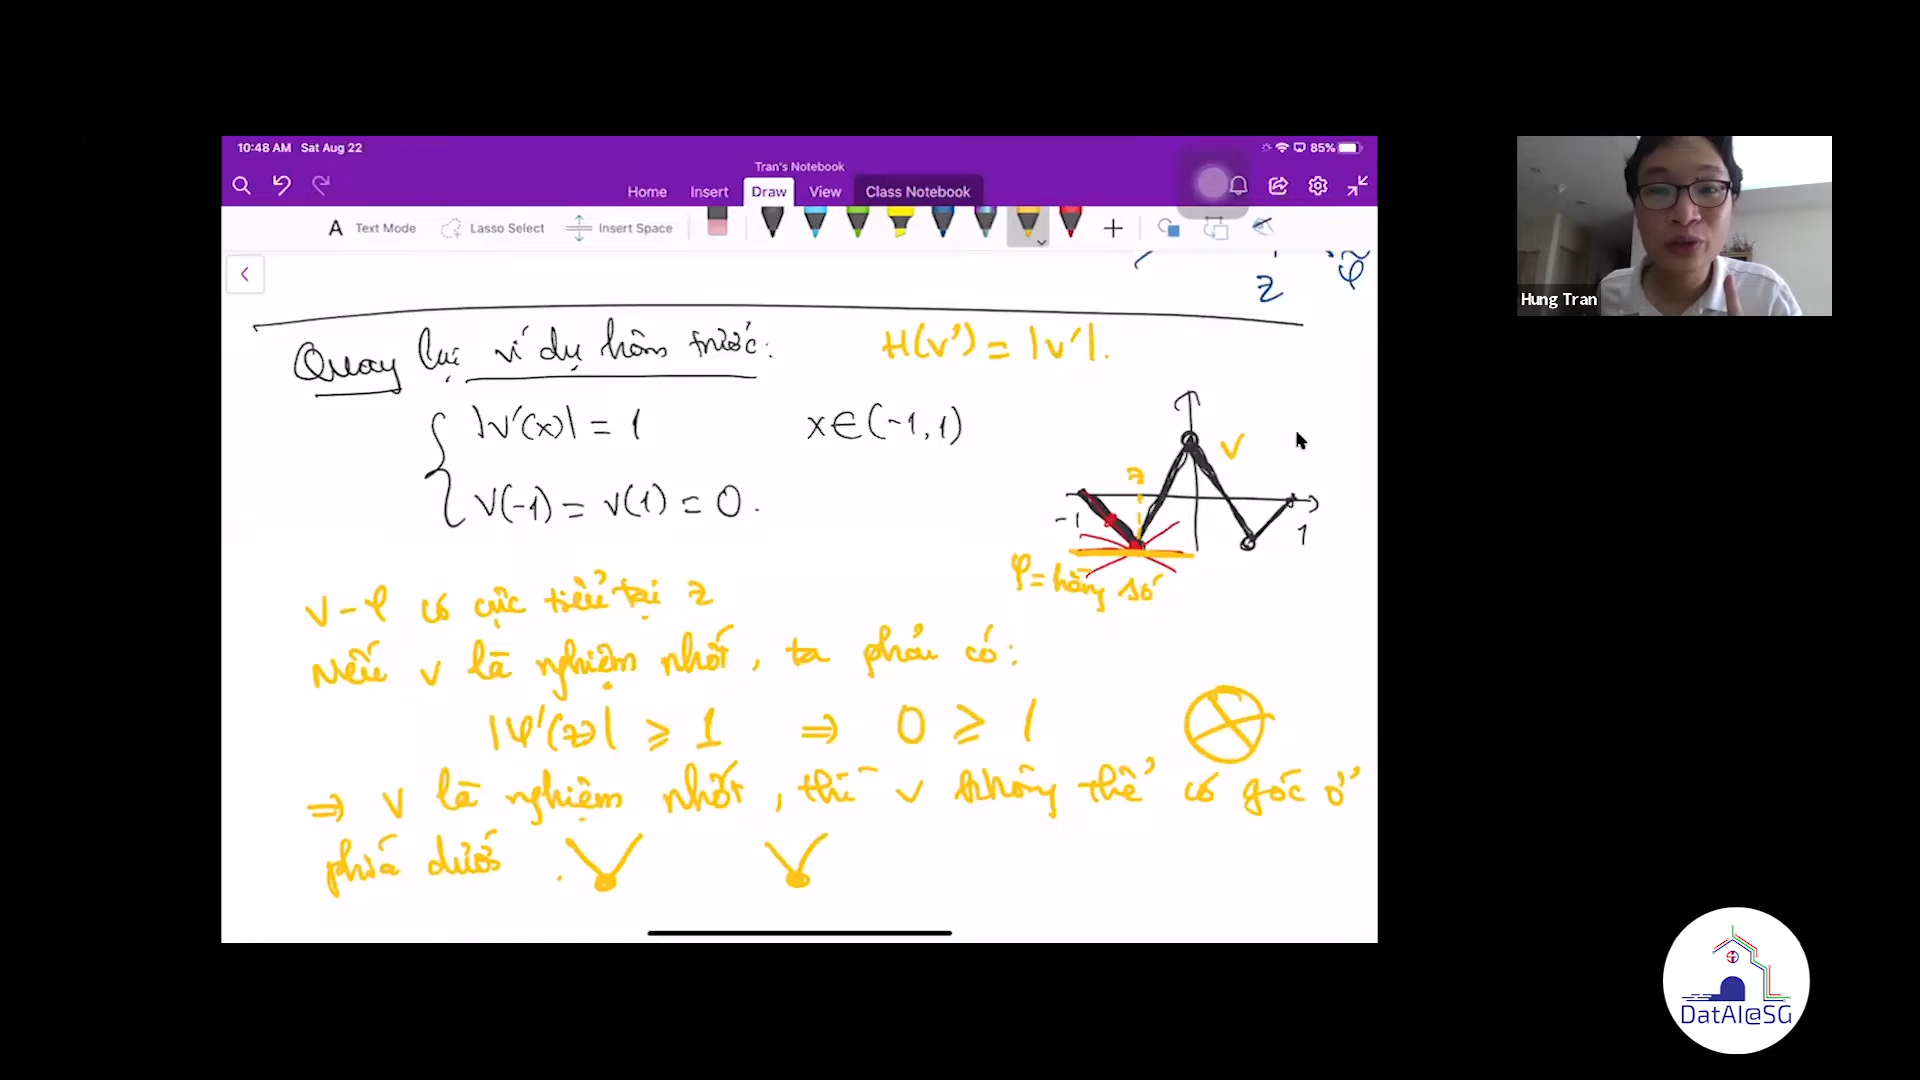 10:48 AM Sat Aug 22
85%
Tran's Notebook
Home Insert Draw View Class Notebook
A Text Mode Lasso Select Insert Space
z φ̃
Quay lại ví dụ hôm trước: H(v') = |v'|.
|v'(x)| = 1 x ∈ (-1, 1)
v(-1) = v(1) = 0.
z v
-1 1
φ = hằng số
v - φ có cực tiểu tại z
Nếu v là nghiệm nhớt, ta phải có:
|φ'(z)| ⩾ 1 ⇒ 0 ⩾ 1
⇒ v là nghiệm nhớt, thì v không thể có góc ở
phía dưới.
Hung Tran
DatAI@SG